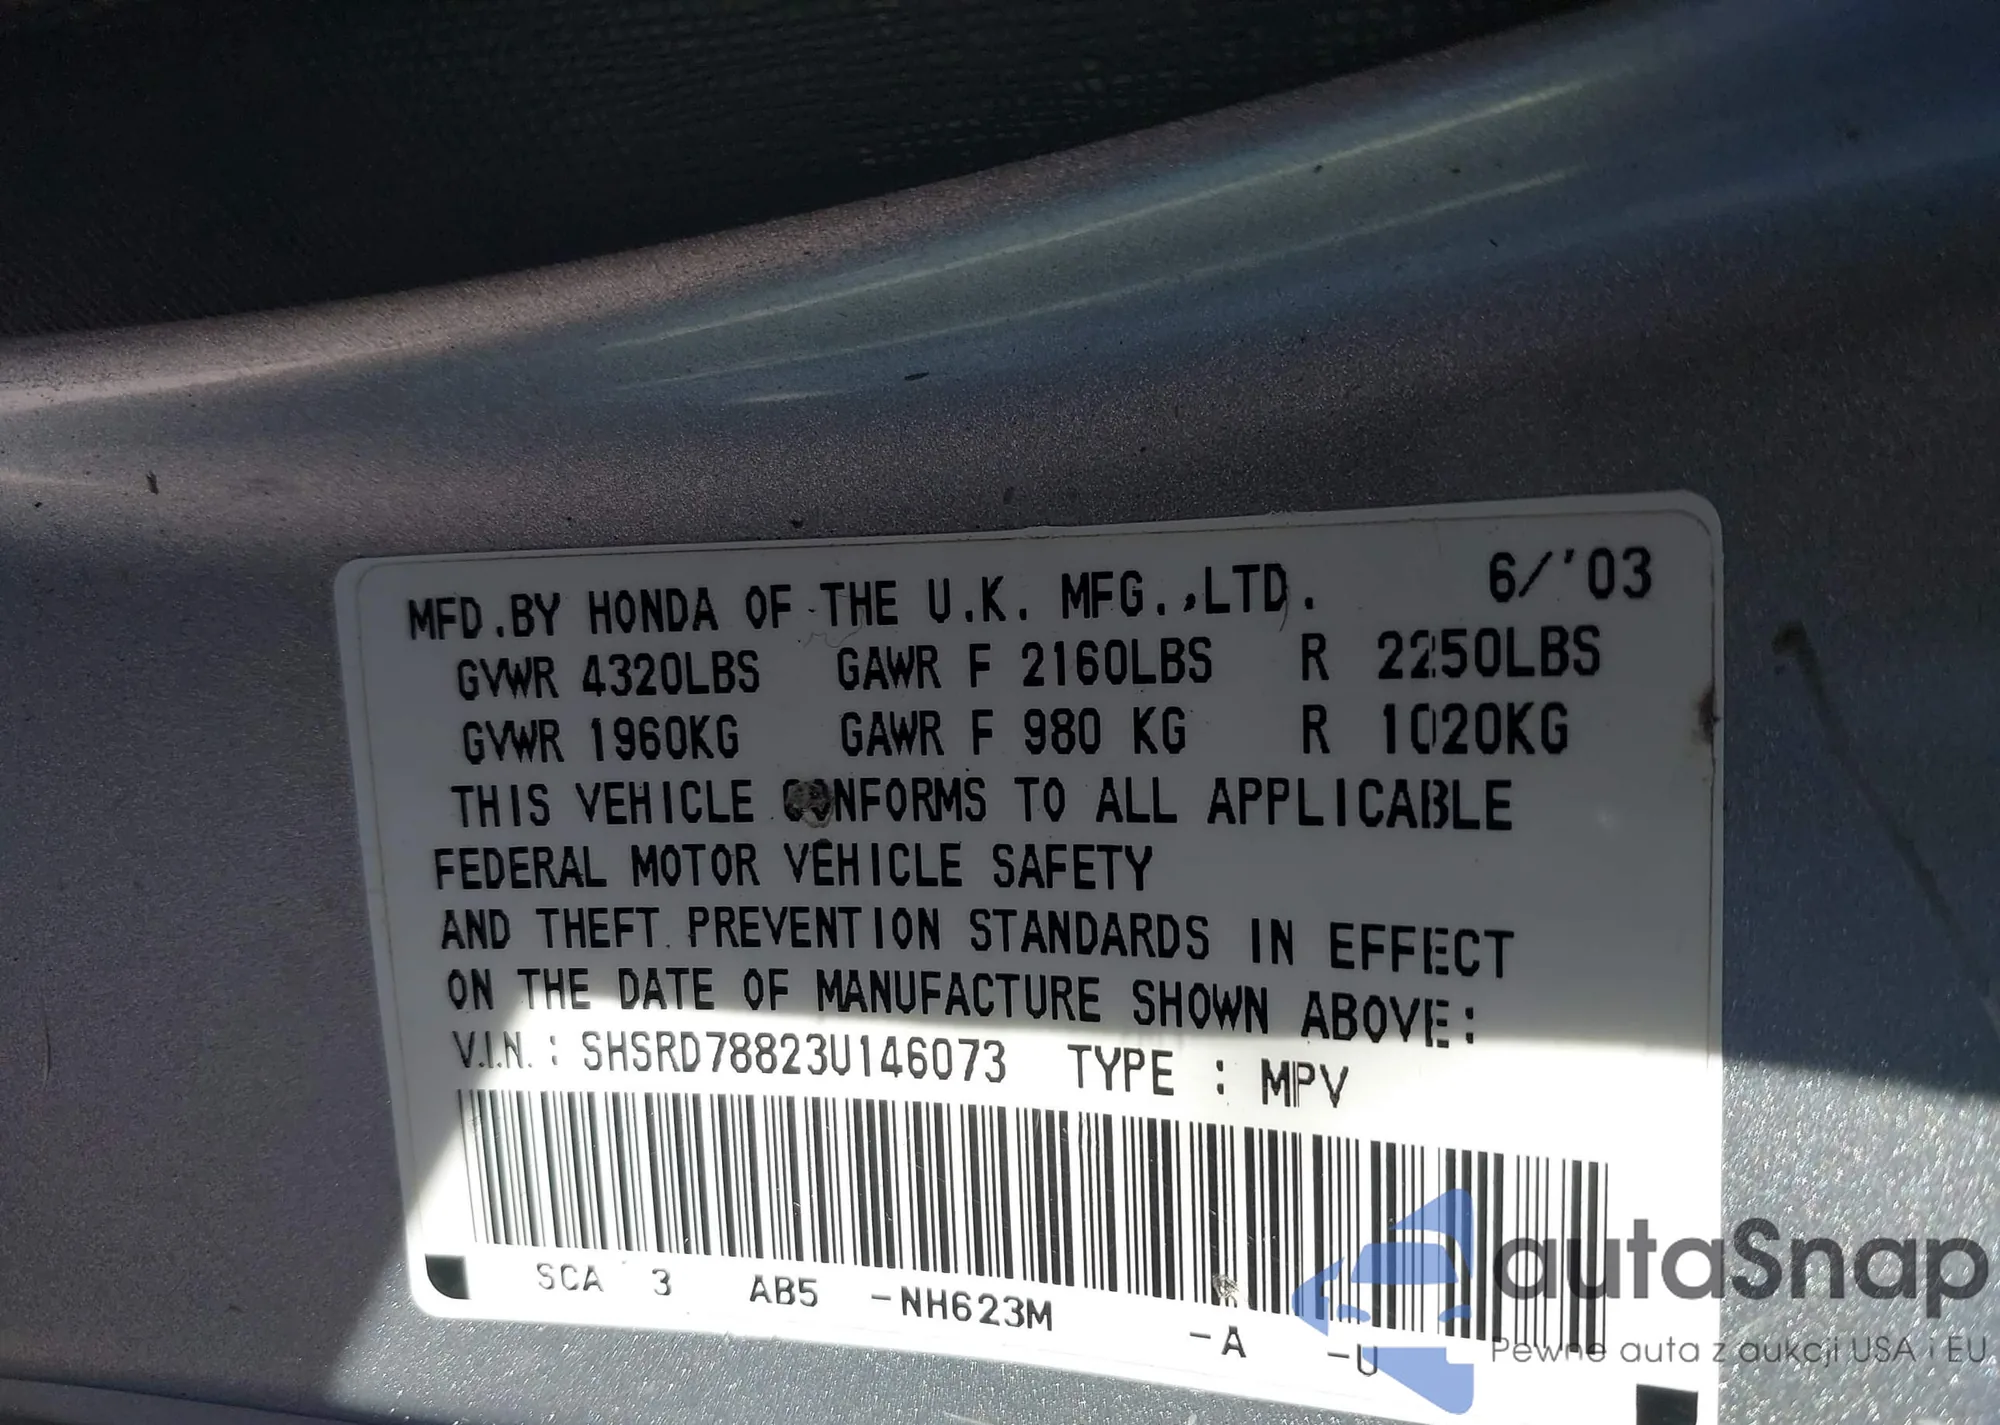 MFD.BY HONDA OF THE U.K. MFG.,LTD. 6/'03
GVWR 4320LBS GAWR F 2160LBS R 2250LBS
GVWR 1960KG GAWR F 980 KG R 1020KG
THIS VEHICLE CONFORMS TO ALL APPLICABLE
FEDERAL MOTOR VEHICLE SAFETY
AND THEFT PREVENTION STANDARDS IN EFFECT
ON THE DATE OF MANUFACTURE SHOWN ABOVE:
V.I.N. : SHSRD78823U146073 TYPE : MPV
SCA 3 AB5 -NH623M -A -U
autoSnap
Pewne auta z aukcji USA i EU